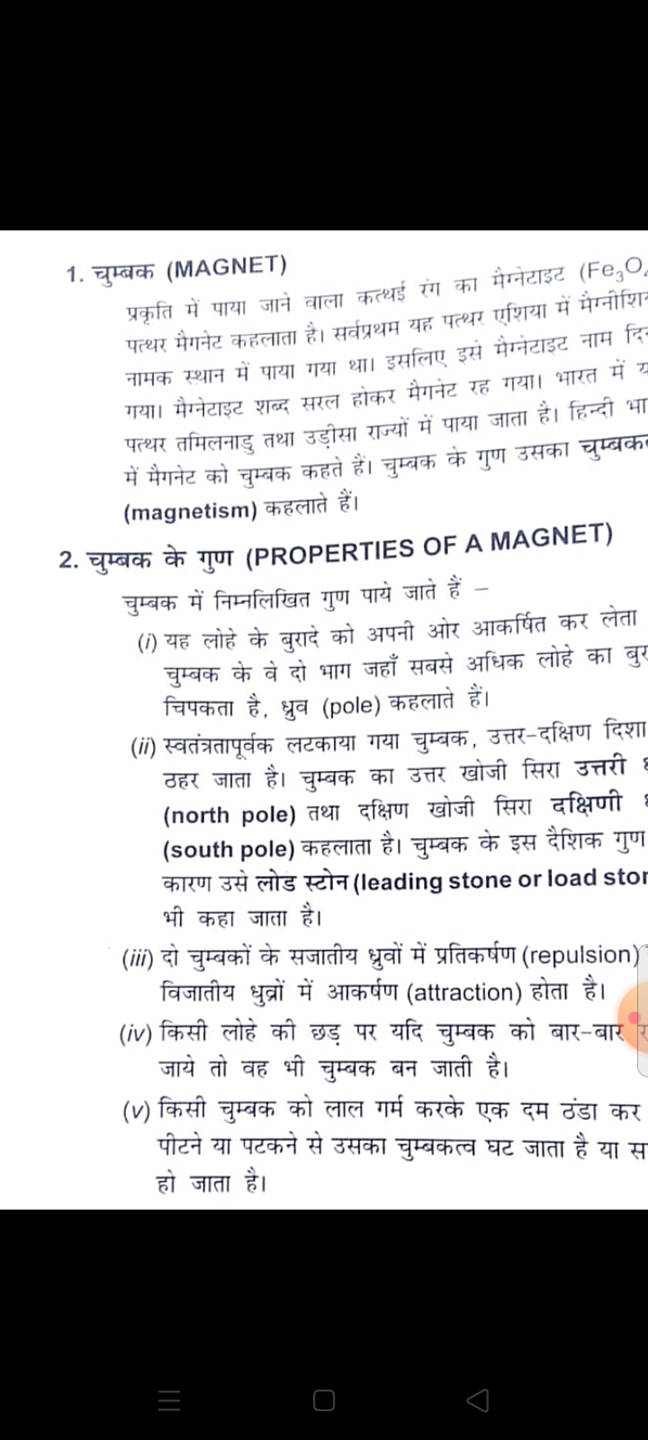 1. चुम्बक (MAGNET)
प्रकृति में पाया जाने वाला कत्थई रंग का मैग्नेटाइट (Fe₃O
पत्थर मैगनेट कहलाता है। सर्वप्रथम यह पत्थर एशिया में
नामक स्थान में पाया गया था। इसलिए इसे मैग्नेटाइट नाम
गया। मैग्नेटाइट शब्द सरल होकर मैगनेट रह गया। भारत में
पत्थर तमिलनाडु तथा उड़ीसा राज्यों में पाया जाता है। हिन्दी
में मैगनेट को चुम्बक कहते हैं। चुम्बक के गुण उसका
(magnetism) कहलाते हैं।
2. चुम्बक के गुण (PROPERTIES OF A MAGNET)
चुम्बक में निम्नलिखित गुण पाये जाते हैं –
(i) यह लोहे के बुरादे को अपनी ओर आकर्षित कर लेता
चुम्बक के वे दो भाग जहाँ सबसे अधिक लोहे का
चिपकता है, ध्रुव (pole) कहलाते हैं।
(ii) स्वतंत्रतापूर्वक लटकाया गया चुम्बक, उत्तर-दक्षिण दिशा
ठहर जाता है। चुम्बक का उत्तर खोजी सिरा उत्तरी
(north pole) तथा दक्षिण खोजी सिरा दक्षिणी
(south pole) कहलाता है। चुम्बक के इस दैशिक गुण
कारण उसे लोड स्टोन (leading stone or load
भी कहा जाता है।
(iii) दो चुम्बकों के सजातीय ध्रुवों में प्रतिकर्षण (repulsion)
विजातीय धुव्रों में आकर्षण (attraction) होता है।
(iv) किसी लोहे की छड़ पर यदि चुम्बक को बार-बार
जाये तो वह भी चुम्बक बन जाती है।
(v) किसी चुम्बक को लाल गर्म करके एक दम ठंडा कर
पीटने या पटकने से उसका चुम्बकत्व घट जाता है या
हो जाता है।